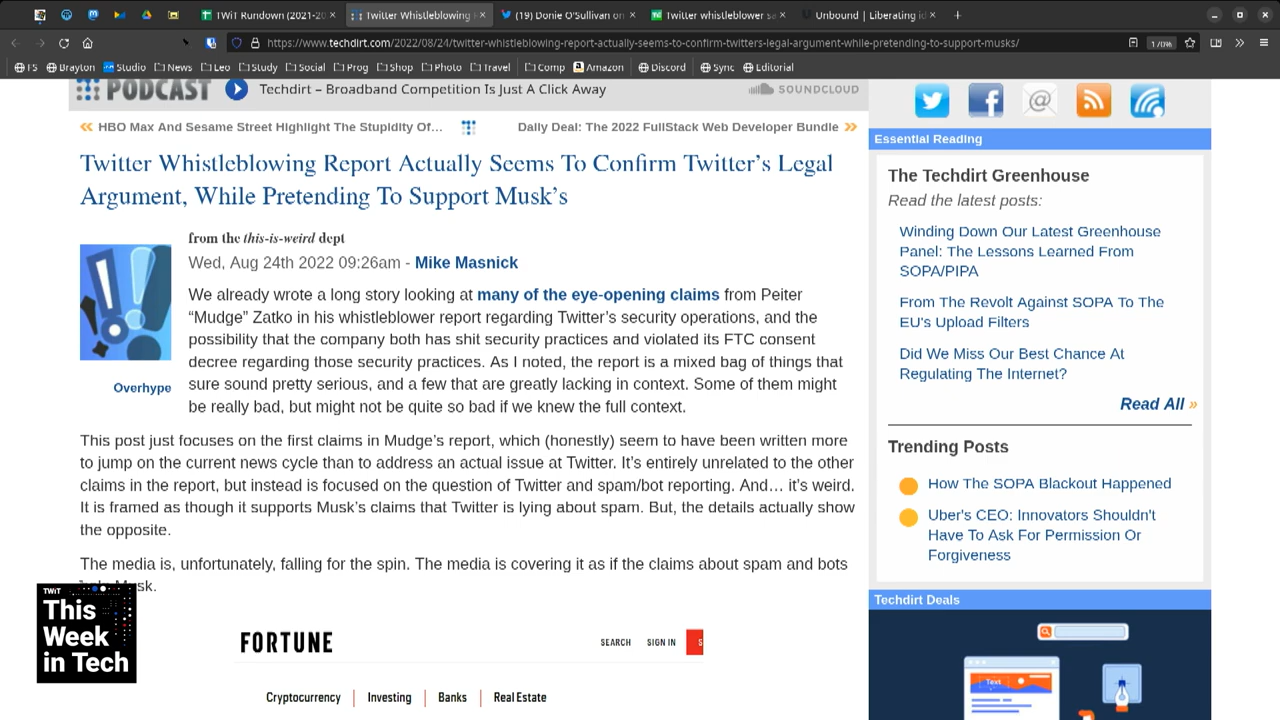 TWiT Rundown (2021-20
Twitter Whistleblowing
(19) Donie O'Sullivan on
Twitter whistleblower sa
Unbound | Liberating id
https://www.techdirt.com/2022/08/24/twitter-whistleblowing-report-actually-seems-to-confirm-twitters-legal-argument-while-pretending-to-support-musks/
170%
FS Brayton Studio News Leo Study Social Prog Shop Photo Travel Comp Amazon Discord Sync Editorial
PODCAST
Techdirt – Broadband Competition Is Just A Click Away
SOUNDCLOUD
« HBO Max And Sesame Street Highlight The Stupidity Of…
Daily Deal: The 2022 FullStack Web Developer Bundle »
Twitter Whistleblowing Report Actually Seems To Confirm Twitter's Legal
Argument, While Pretending To Support Musk's
from the this-is-weird dept
Wed, Aug 24th 2022 09:26am - Mike Masnick
Overhype
We already wrote a long story looking at many of the eye-opening claims from Peiter
“Mudge” Zatko in his whistleblower report regarding Twitter’s security operations, and the
possibility that the company both has shit security practices and violated its FTC consent
decree regarding those security practices. As I noted, the report is a mixed bag of things that
sure sound pretty serious, and a few that are greatly lacking in context. Some of them might
be really bad, but might not be quite so bad if we knew the full context.
This post just focuses on the first claims in Mudge’s report, which (honestly) seem to have been written more
to jump on the current news cycle than to address an actual issue at Twitter. It’s entirely unrelated to the other
claims in the report, but instead is focused on the question of Twitter and spam/bot reporting. And… it’s weird.
It is framed as though it supports Musk’s claims that Twitter is lying about spam. But, the details actually show
the opposite.
The media is, unfortunately, falling for the spin. The media is covering it as if the claims about spam and bots
Musk.
FORTUNE
SEARCH
SIGN IN
S
Cryptocurrency
Investing
Banks
Real Estate
TWiT
This
Week
in Tech
Essential Reading
The Techdirt Greenhouse
Read the latest posts:
Winding Down Our Latest Greenhouse
Panel: The Lessons Learned From
SOPA/PIPA
From The Revolt Against SOPA To The
EU's Upload Filters
Did We Miss Our Best Chance At
Regulating The Internet?
Read All »
Trending Posts
How The SOPA Blackout Happened
Uber's CEO: Innovators Shouldn't
Have To Ask For Permission Or
Forgiveness
Techdirt Deals
Text